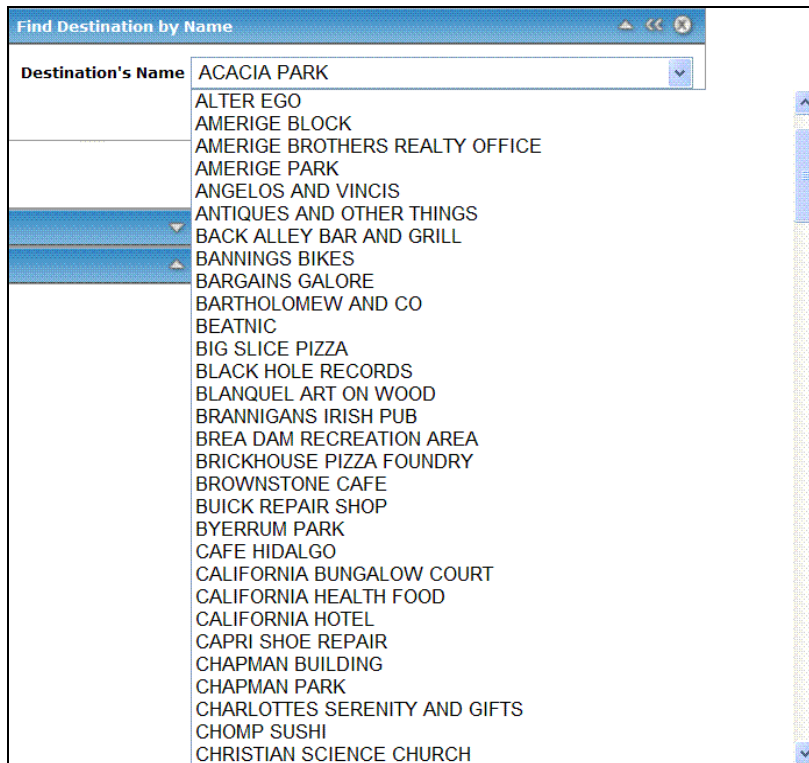 Find Destination by Name
Destination's Name ACACIA PARK
ALTER EGO
AMERIGE BLOCK
AMERIGE BROTHERS REALTY OFFICE
AMERIGE PARK
ANGELOS AND VINCIS
ANTIQUES AND OTHER THINGS
BACK ALLEY BAR AND GRILL
BANNINGS BIKES
BARGAINS GALORE
BARTHOLOMEW AND CO
BEATNIC
BIG SLICE PIZZA
BLACK HOLE RECORDS
BLANQUEL ART ON WOOD
BRANNIGANS IRISH PUB
BREA DAM RECREATION AREA
BRICKHOUSE PIZZA FOUNDRY
BROWNSTONE CAFE
BUICK REPAIR SHOP
BYERRUM PARK
CAFE HIDALGO
CALIFORNIA BUNGALOW COURT
CALIFORNIA HEALTH FOOD
CALIFORNIA HOTEL
CAPRI SHOE REPAIR
CHAPMAN BUILDING
CHAPMAN PARK
CHARLOTTES SERENITY AND GIFTS
CHOMP SUSHI
CHRISTIAN SCIENCE CHURCH